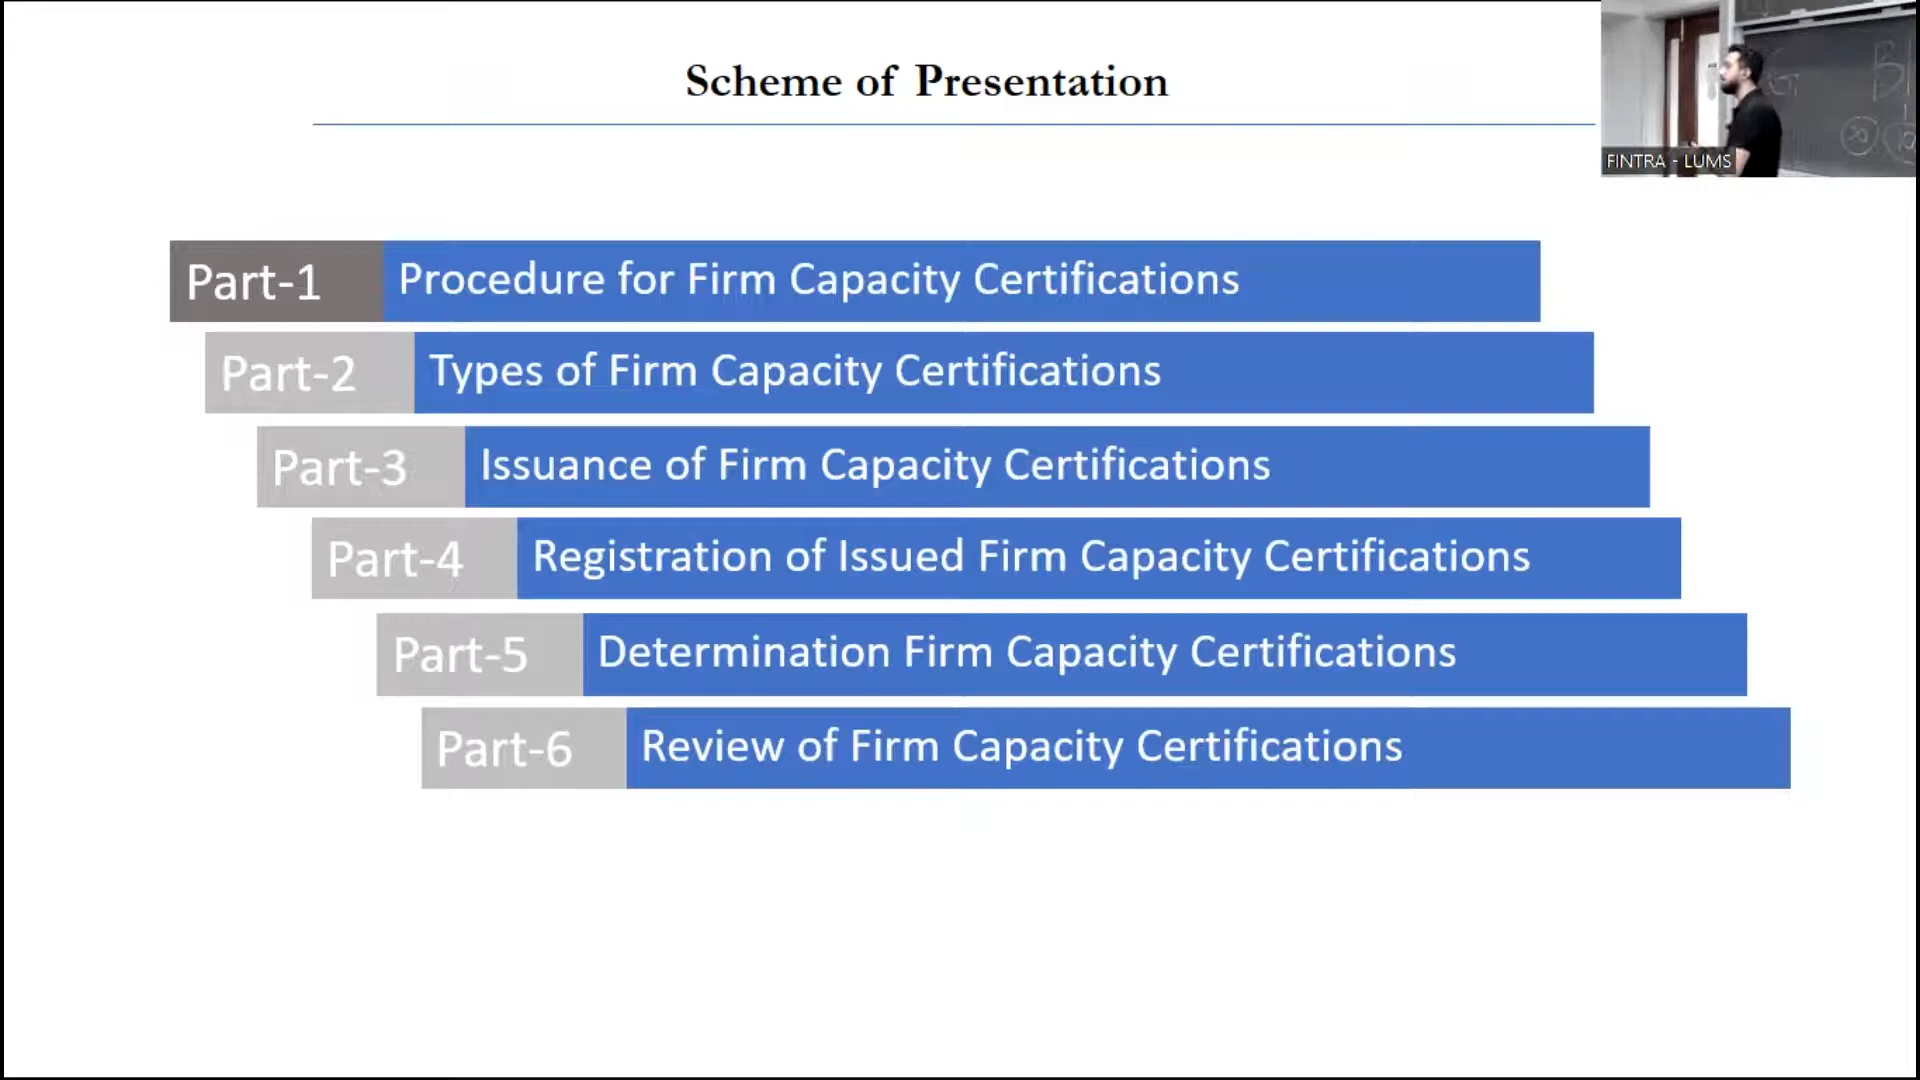 Scheme of Presentation
Part-1 Procedure for Firm Capacity Certifications
Part-2 Types of Firm Capacity Certifications
Part-3 Issuance of Firm Capacity Certifications
Part-4 Registration of Issued Firm Capacity Certifications
Part-5 Determination Firm Capacity Certifications
Part-6 Review of Firm Capacity Certifications
FINTRA - LUMS